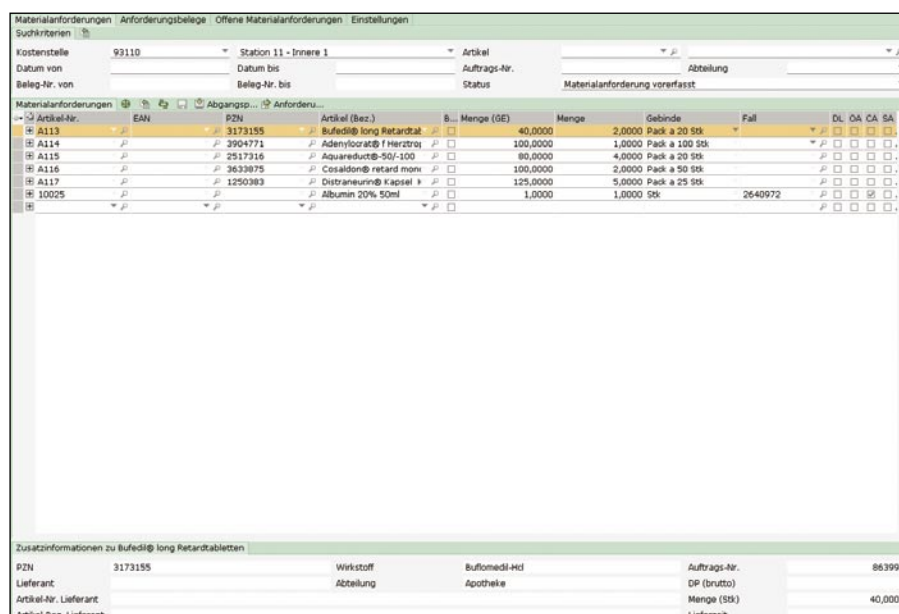 Materialanforderungen Anforderungsbelege Offene Materialanforderungen Einstellungen
Suchkriterien
Kostenstelle 93110 Station 11 - Innere 1 Artikel
Datum von Datum bis Auftrags-Nr. Abteilung
Beleg-Nr. von Beleg-Nr. bis Status Materialanforderung vorerfasst
Materialanforderungen Abgangsp... Anforderu...
Artikel-Nr. EAN PZN Artikel (Bez.) B... Menge (GE) Menge Gebinde Fall DL OA CA SA
A113 3173155 Bufedil® long Retardtal 40,0000 2,0000 Pack a 20 Stk
A114 3904771 Adenylocrat® f Herztrop 100,0000 1,0000 Pack a 100 Stk
A115 2517316 Aquareduct®-50/-100 80,0000 4,0000 Pack a 20 Stk
A116 3633875 Cosaldon® retard mono 100,0000 2,0000 Pack a 50 Stk
A117 1250383 Distraneurin® Kapsel 125,0000 5,0000 Pack a 25 Stk
10025 Albumin 20% 50ml 1,0000 1,0000 Stk 2640972
Zusatzinformationen zu Bufedil® long Retardtabletten
PZN 3173155 Wirkstoff Buflomedil-Hcl Auftrags-Nr. 86399
Lieferant Abteilung Apotheke DP (brutto)
Artikel-Nr. Lieferant Menge (Stk) 40,000